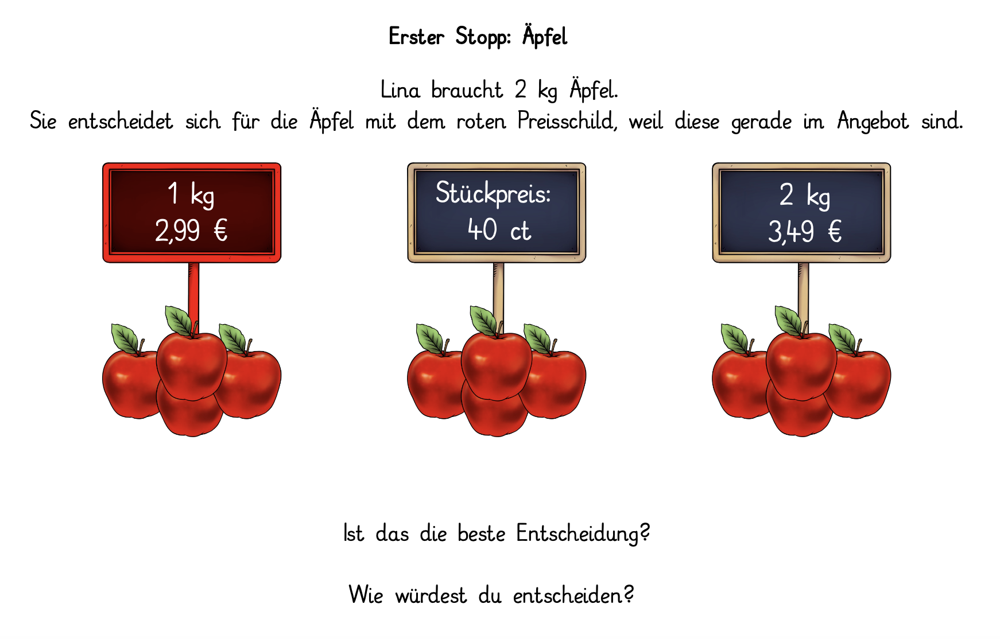 Erster Stopp: Äpfel
Lina braucht 2 kg Äpfel.
Sie entscheidet sich für die Äpfel mit dem roten Preisschild, weil diese gerade im Angebot sind.
1 kg
2,99 €
Stückpreis:
40 ct
2 kg
3,49 €
Ist das die beste Entscheidung?
Wie würdest du entscheiden?